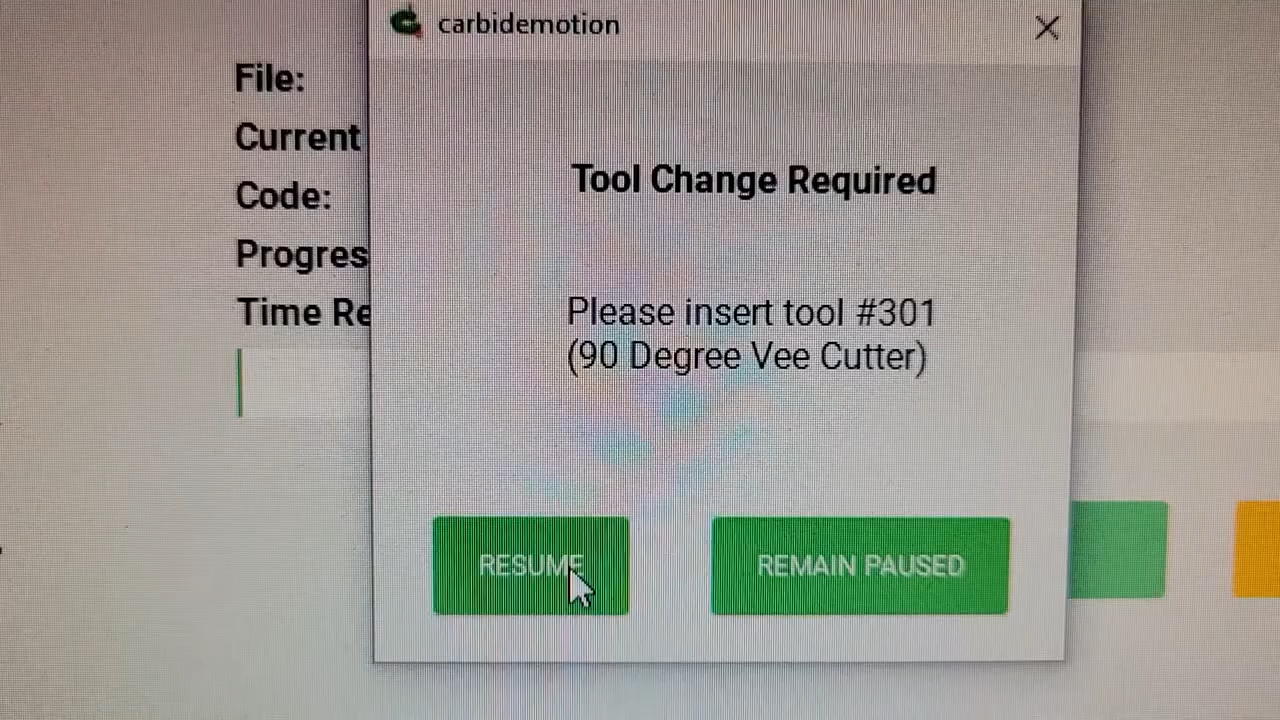 carbidemotion
File:
Current
Code:
Progres
Time Re
Tool Change Required
Please insert tool #301
(90 Degree Vee Cutter)
RESUME
REMAIN PAUSED